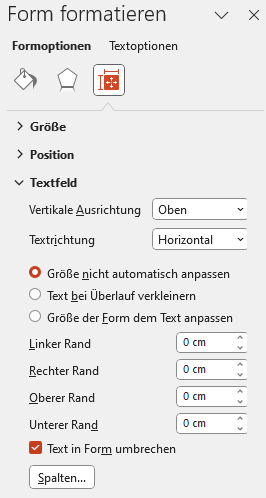 Form formatieren
Formoptionen Textoptionen
Größe
Position
Textfeld
Vertikale Ausrichtung Oben
Textrichtung Horizontal
Größe nicht automatisch anpassen
Text bei Überlauf verkleinern
Größe der Form dem Text anpassen
Linker Rand 0 cm
Rechter Rand 0 cm
Oberer Rand 0 cm
Unterer Rand 0 cm
Text in Form umbrechen
Spalten...